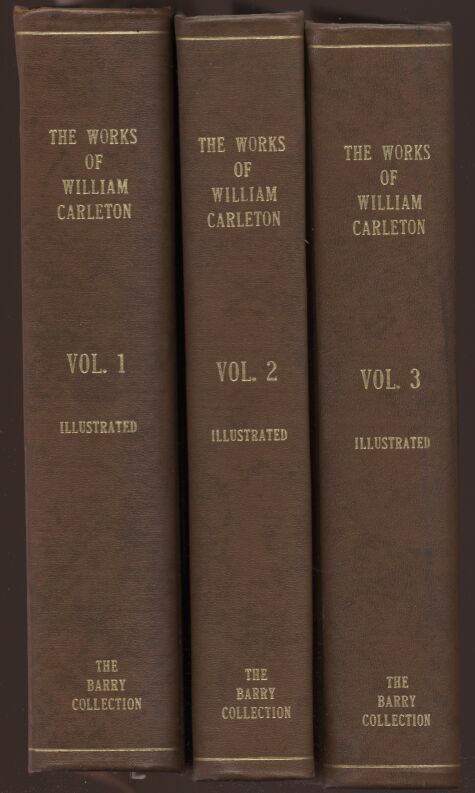 THE WORKS
OF
WILLIAM
CARLETON
VOL. 1
ILLUSTRATED
THE
BARRY
COLLECTION
THE WORKS
OF
WILLIAM
CARLETON
VOL. 2
ILLUSTRATED
THE
BARRY
COLLECTION
THE WORKS
OF
WILLIAM
CARLETON
VOL. 3
ILLUSTRATED
THE
BARRY
COLLECTION